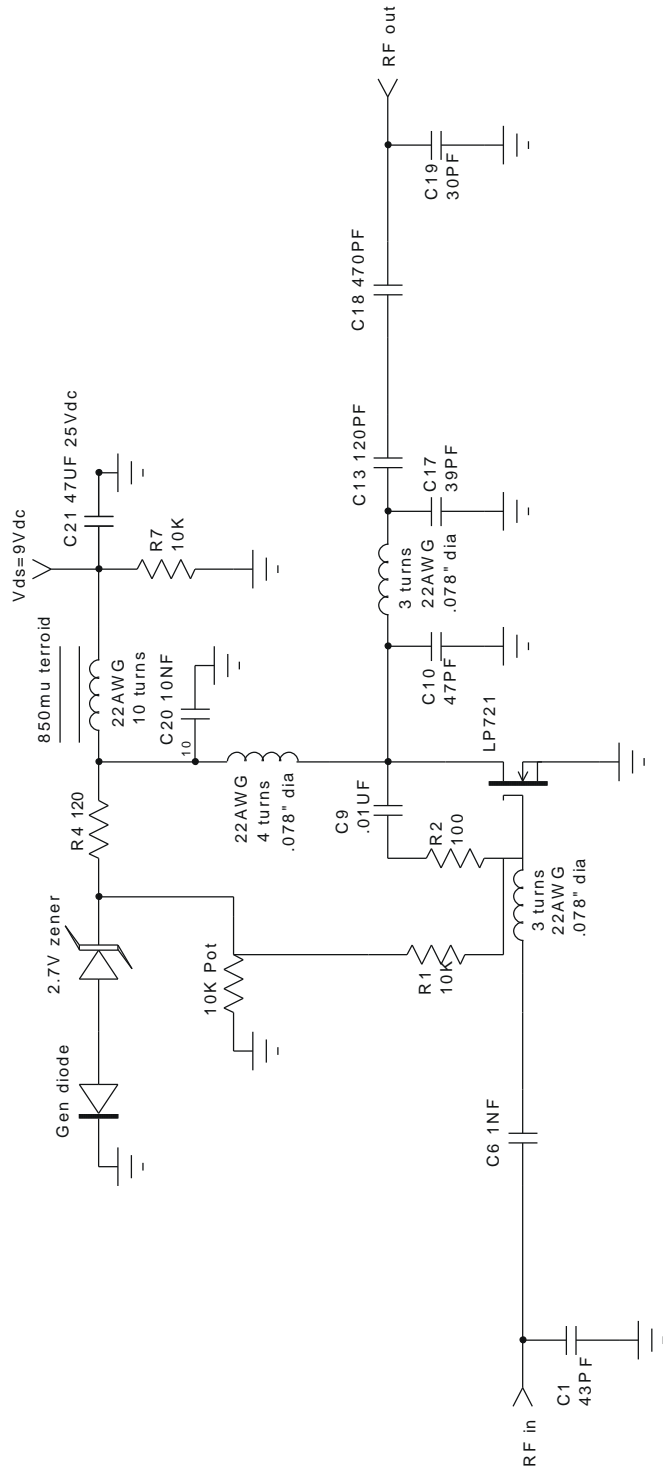 Gen diode
2.7V zener
R4 120
850mu terroid
22AWG
10 turns
Vds=9Vdc
C21 47UF 25Vdc
R7
10K
10K Pot
C20 10NF
10
22AWG
4 turns
.078" dia
R1
10K
C9
.01UF
R2
100
C10
47PF
3 turns
22AWG
.078" dia
C13 120PF
C17
39PF
C18 470PF
C19
30PF
RF out
LP721
3 turns
22AWG
.078" dia
C6 1NF
C1
43PF
RF in